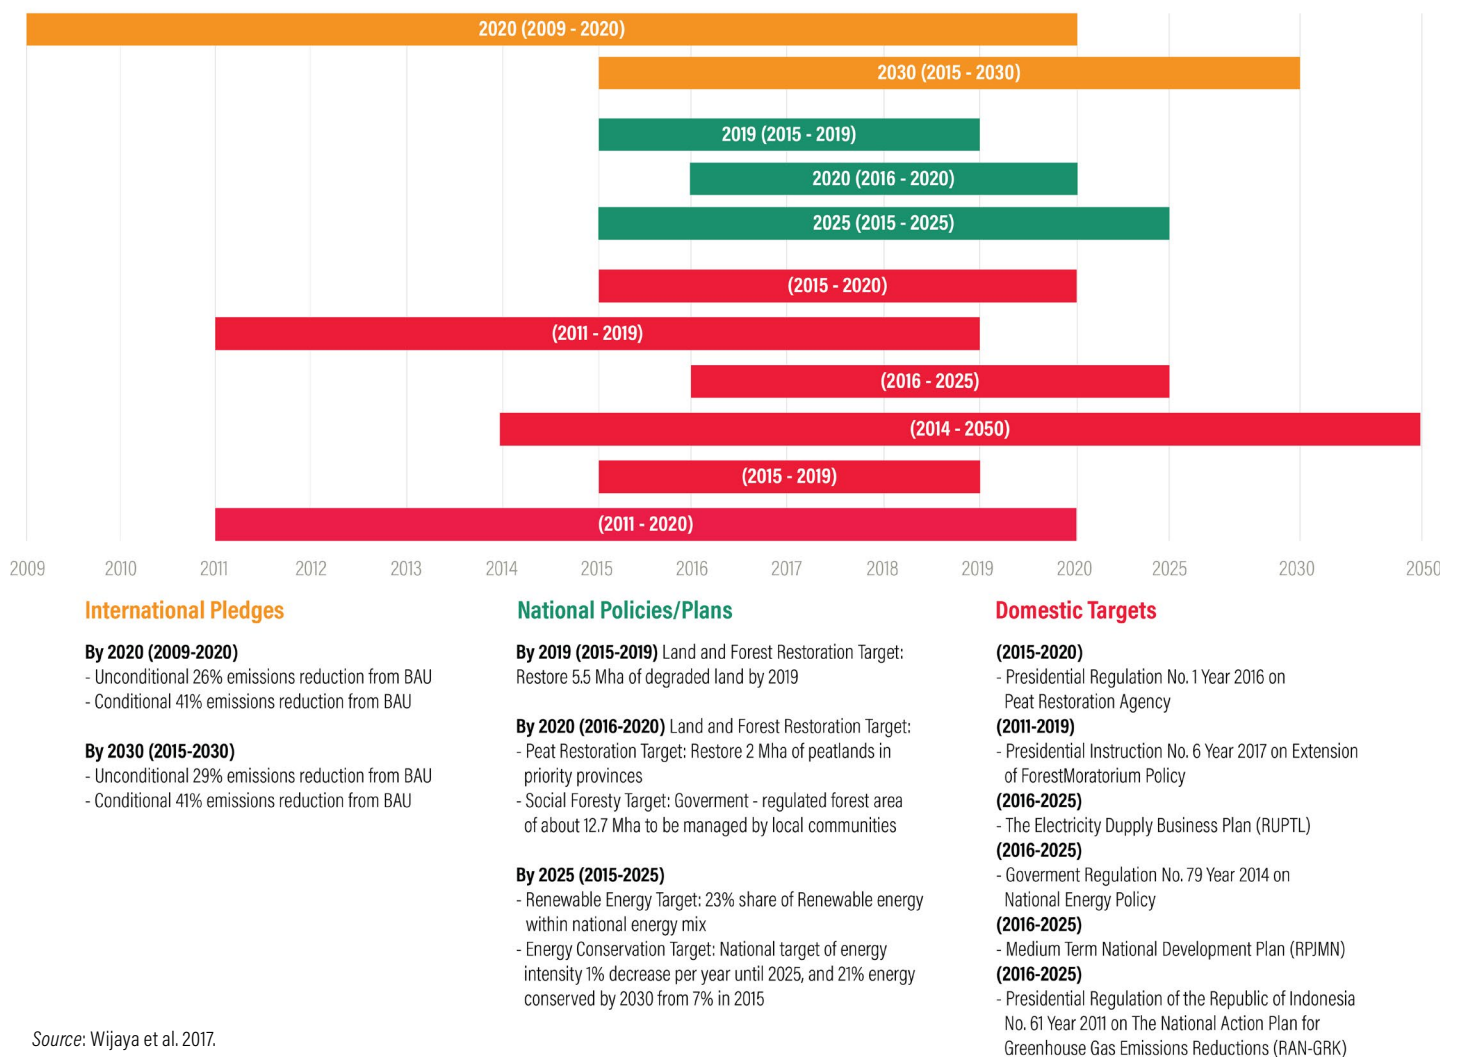 2020 (2009 - 2020)
2030 (2015 - 2030)
2019 (2015 - 2019)
2020 (2016 - 2020)
2025 (2015 - 2025)
(2015 - 2020)
(2011 - 2019)
(2016 - 2025)
(2014 - 2050)
(2015 - 2019)
(2011 - 2020)
2009 2010 2011 2012 2013 2014 2015 2016 2017 2018 2019 2020 2025 2030 2050
International Pledges
By 2020 (2009-2020)
- Unconditional 26% emissions reduction from BAU
- Conditional 41% emissions reduction from BAU
By 2030 (2015-2030)
- Unconditional 29% emissions reduction from BAU
- Conditional 41% emissions reduction from BAU
National Policies/Plans
By 2019 (2015-2019) Land and Forest Restoration Target:
Restore 5.5 Mha of degraded land by 2019
By 2020 (2016-2020) Land and Forest Restoration Target:
- Peat Restoration Target: Restore 2 Mha of peatlands in
priority provinces
- Social Foresty Target: Goverment - regulated forest area
of about 12.7 Mha to be managed by local communities
By 2025 (2015-2025)
- Renewable Energy Target: 23% share of Renewable energy
within national energy mix
- Energy Conservation Target: National target of energy
intensity 1% decrease per year until 2025, and 21% energy
conserved by 2030 from 7% in 2015
Domestic Targets
(2015-2020)
- Presidential Regulation No. 1 Year 2016 on
Peat Restoration Agency
(2011-2019)
- Presidential Instruction No. 6 Year 2017 on Extension
of ForestMoratorium Policy
(2016-2025)
- The Electricity Dupply Business Plan (RUPTL)
(2016-2025)
- Goverment Regulation No. 79 Year 2014 on
National Energy Policy
(2016-2025)
- Medium Term National Development Plan (RPJMN)
(2016-2025)
- Presidential Regulation of the Republic of Indonesia
No. 61 Year 2011 on The National Action Plan for
Greenhouse Gas Emissions Reductions (RAN-GRK)
Source: Wijaya et al. 2017.